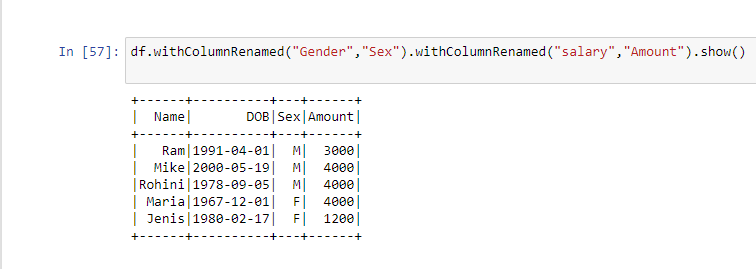 In [57]: df.withColumnRenamed("Gender","Sex").withColumnRenamed("salary","Amount").show()
+------+----------+---+------+
|  Name|       DOB|Sex|Amount|
+------+----------+---+------+
|   Ram|1991-04-01|  M|  3000|
|  Mike|2000-05-19|  M|  4000|
|Rohini|1978-09-05|  M|  4000|
| Maria|1967-12-01|  F|  4000|
| Jenis|1980-02-17|  F|  1200|
+------+----------+---+------+